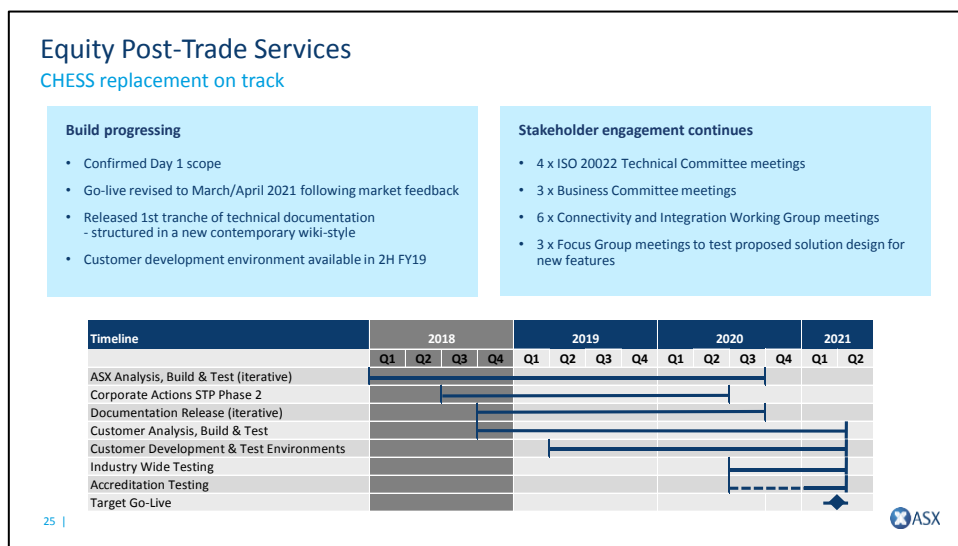 Equity Post-Trade Services
CHESS replacement on track
Build progressing
• Confirmed Day 1 scope
• Go-live revised to March/April 2021 following market feedback
• Released 1st tranche of technical documentation
- structured in a new contemporary wiki-style
• Customer development environment available in 2H FY19
Stakeholder engagement continues
• 4 x ISO 20022 Technical Committee meetings
• 3 x Business Committee meetings
• 6 x Connectivity and Integration Working Group meetings
• 3 x Focus Group meetings to test proposed solution design for
new features
Timeline 2018 2019 2020 2021
Q1 Q2 Q3 Q4 Q1 Q2 Q3 Q4 Q1 Q2 Q3 Q4 Q1 Q2
ASX Analysis, Build & Test (iterative)
Corporate Actions STP Phase 2
Documentation Release (iterative)
Customer Analysis, Build & Test
Customer Development & Test Environments
Industry Wide Testing
Accreditation Testing
Target Go-Live
25 |
ASX